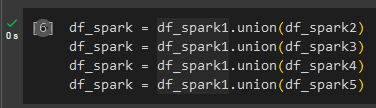 [6] df_spark = df_spark1.union(df_spark2)
df_spark = df_spark1.union(df_spark3)
df_spark = df_spark1.union(df_spark4)
df_spark = df_spark1.union(df_spark5)
0s